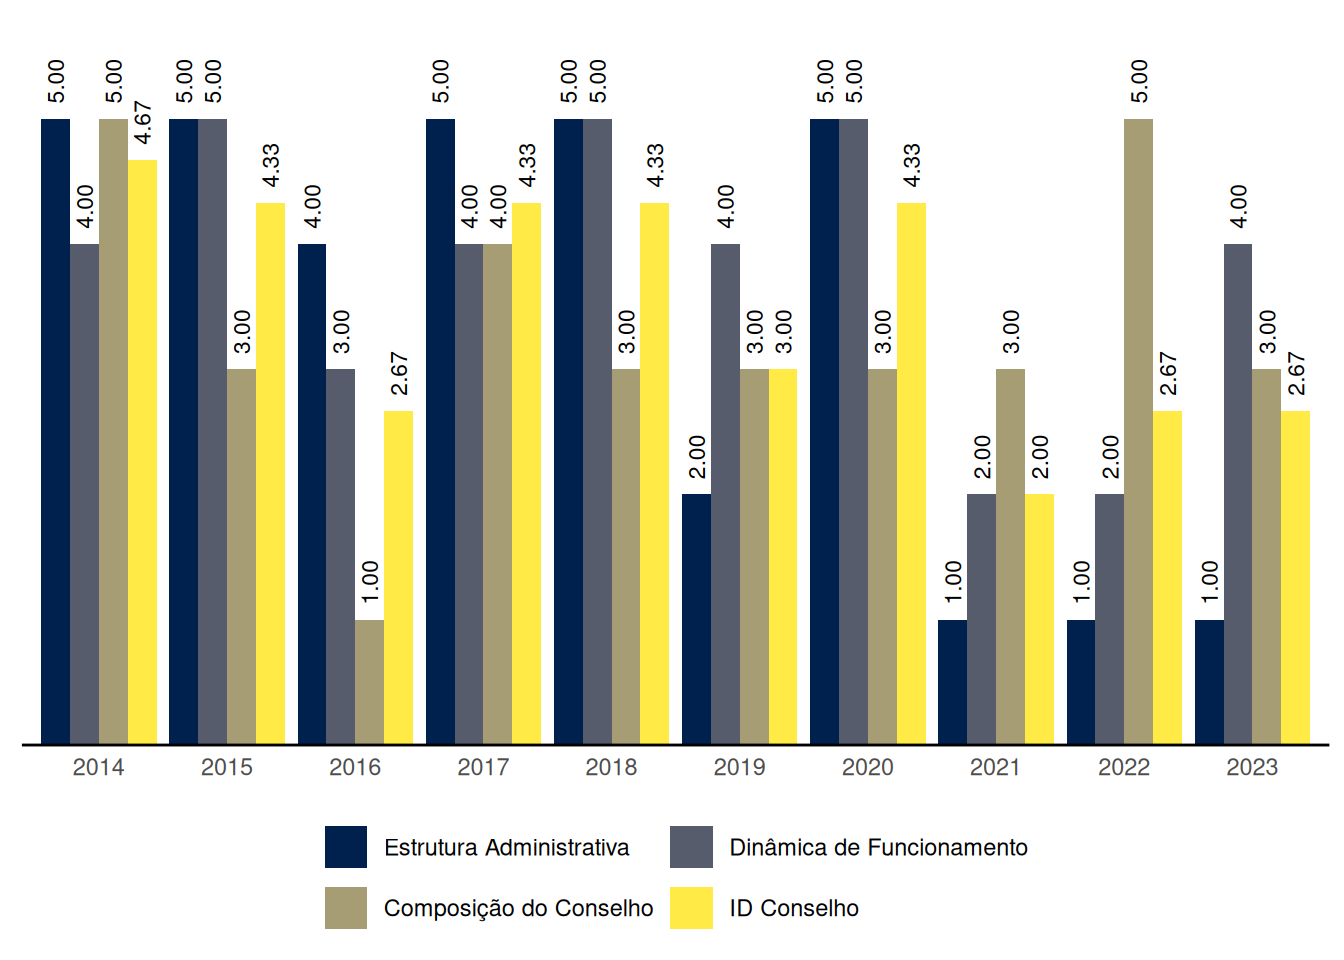 5.00 4.00 5.00 4.67 5.00 5.00 3.00 4.33 4.00 3.00 1.00 2.67 5.00 4.00 4.00 4.33 5.00 5.00 3.00 4.33 2.00 4.00 3.00 3.00 5.00 5.00 3.00 4.33 1.00 2.00 3.00 2.00 1.00 2.00 5.00 2.67 1.00 4.00 3.00 2.67
2014 2015 2016 2017 2018 2019 2020 2021 2022 2023
Estrutura Administrativa Dinâmica de Funcionamento
Composição do Conselho ID Conselho